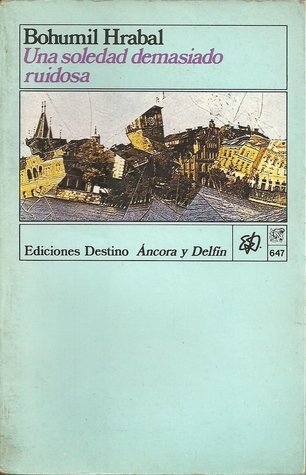 Bohumil Hrabal
Una soledad demasiado
ruidosa
Ediciones Destino Áncora y Delfín
647